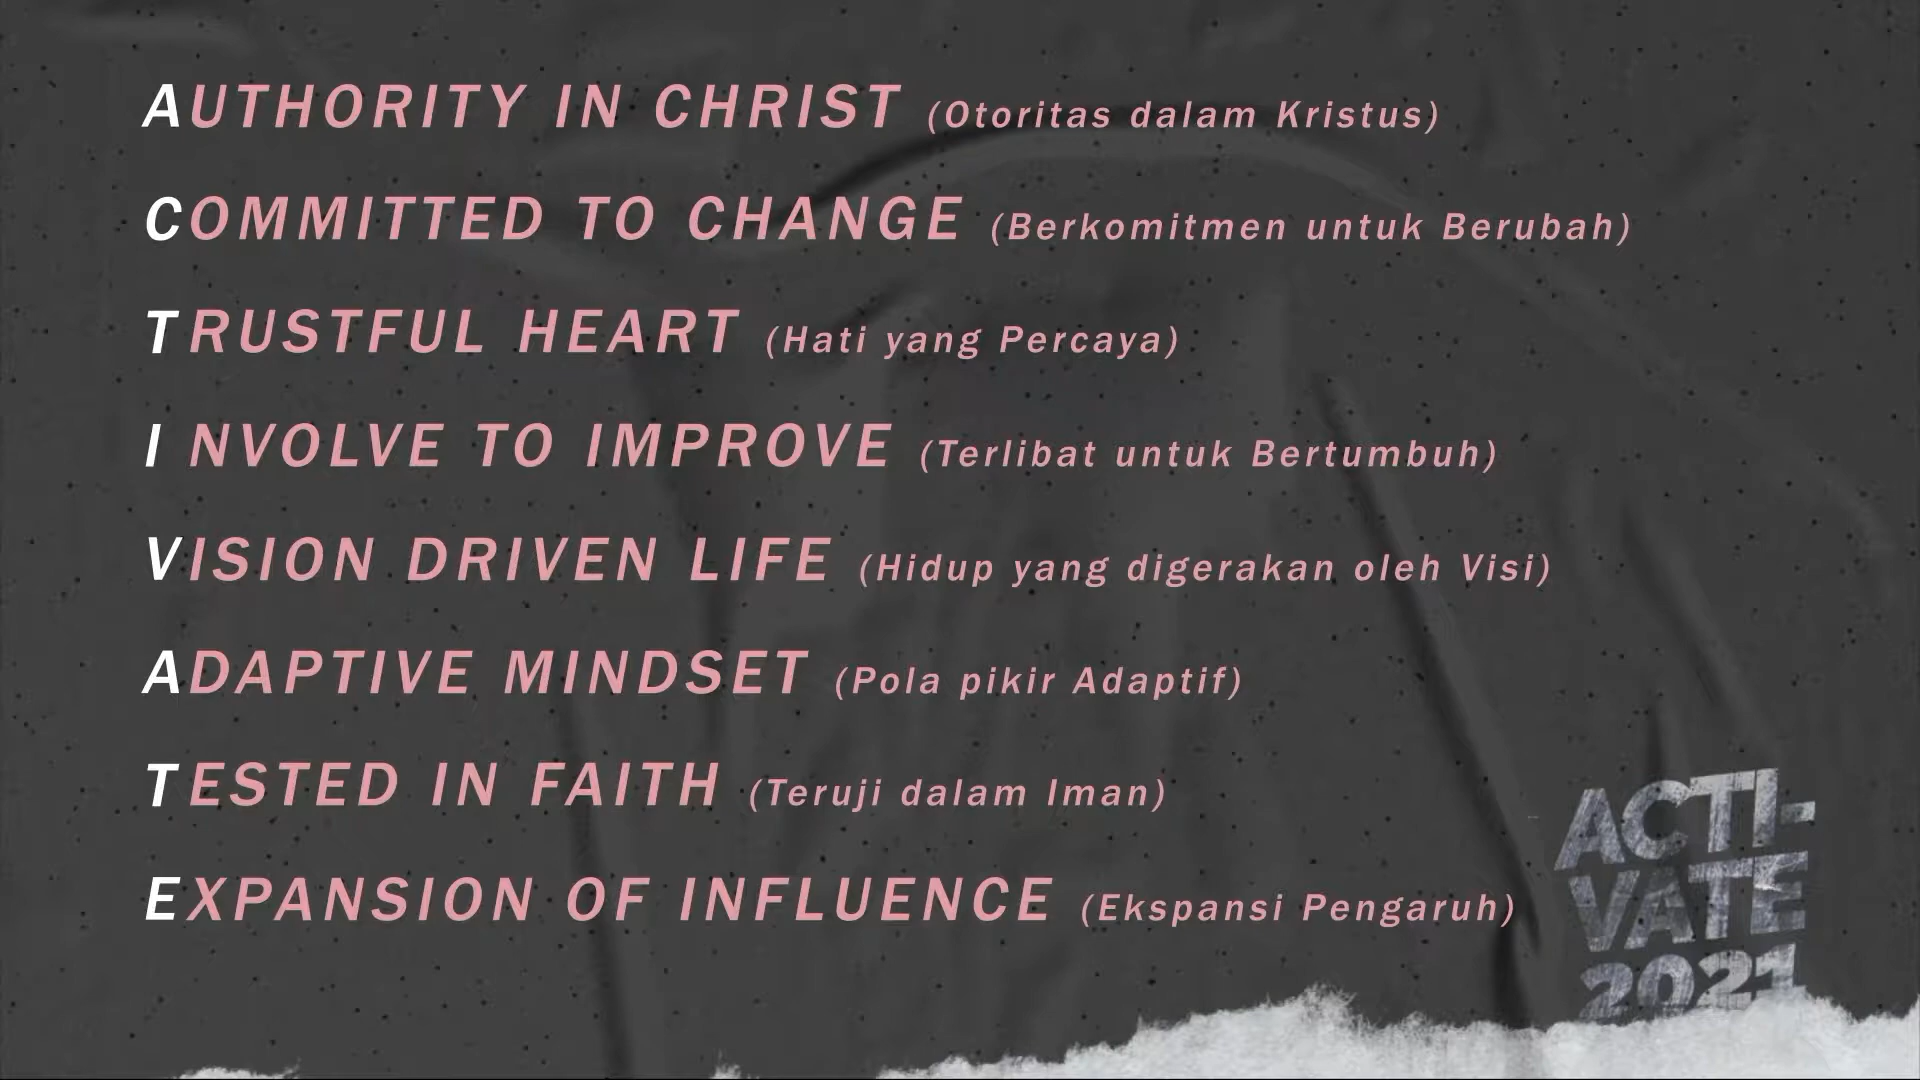 AUTHORITY IN CHRIST (Otoritas dalam Kristus)
COMMITTED TO CHANGE (Berkomitmen untuk Berubah)
TRUSTFUL HEART (Hati yang Percaya)
INVOLVE TO IMPROVE (Terlibat untuk Bertumbuh)
VISION DRIVEN LIFE (Hidup yang digerakan oleh Visi)
ADAPTIVE MINDSET (Pola pikir Adaptif)
TESTED IN FAITH (Teruji dalam Iman)
EXPANSION OF INFLUENCE (Ekspansi Pengaruh)
ACTI-
VATE
2021